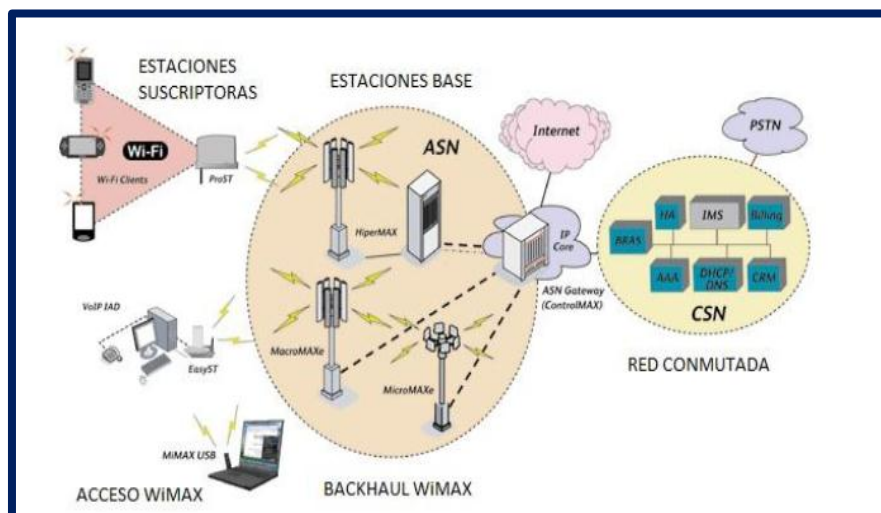 ESTACIONES
SUSCRIPTORAS
ESTACIONES BASE
Wi-Fi
Wi-Fi Clients
ProST
ASN
HiperMAX
Internet
PSTN
IP
Core
ASN Gateway
(ControlMAX)
HA
IMS
Billing
BRAS
AAA
DHCP/
DNS
CRM
CSN
RED CONMUTADA
VoIP IAD
EasyST
MacroMAXe
MicroMAXe
MiMAX USB
ACCESO WiMAX
BACKHAUL WiMAX